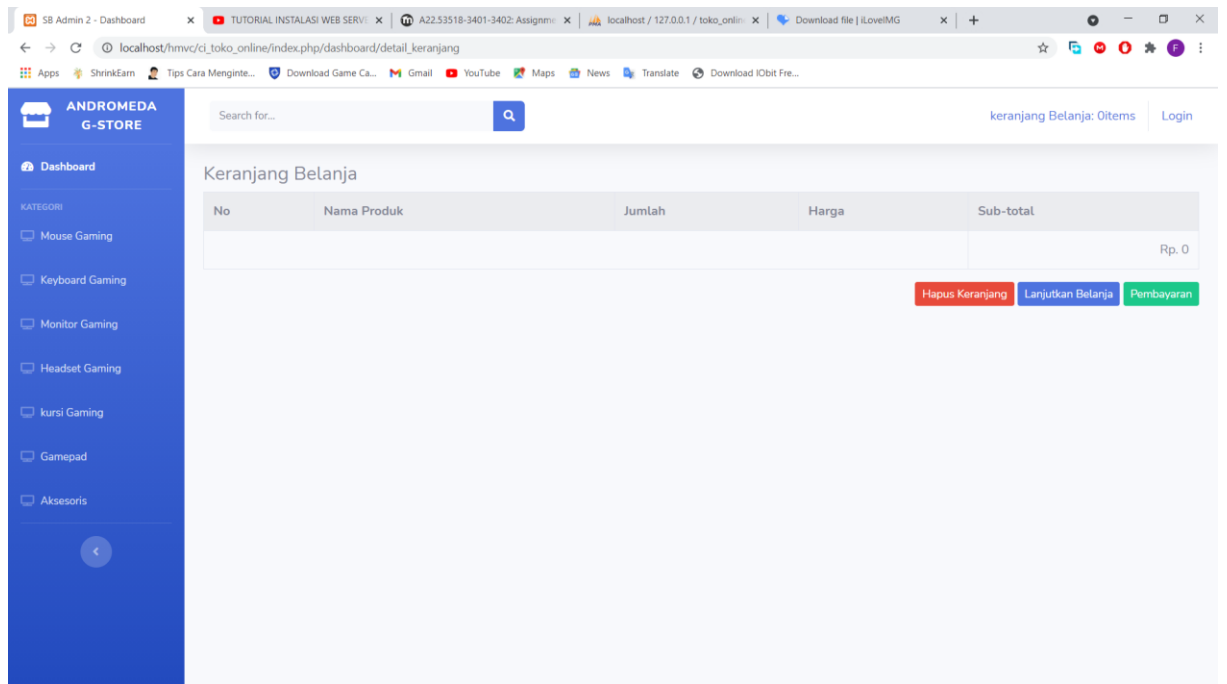 SB Admin 2 - Dashboard
TUTORIAL INSTALASI WEB SERVE
A22.53518-3401-3402: Assignme
localhost / 127.0.0.1 / toko_onlin
Download file | iLoveIMG
localhost/hmvc/ci_toko_online/index.php/dashboard/detail_keranjang
Apps
ShrinkEarn
Tips Cara Menginte...
Download Game Ca...
Gmail
YouTube
Maps
News
Translate
Download IObit Fre...
ANDROMEDA
G-STORE
Search for...
keranjang Belanja: 0items
Login
Dashboard
KATEGORI
Mouse Gaming
Keyboard Gaming
Monitor Gaming
Headset Gaming
kursi Gaming
Gamepad
Aksesoris
Keranjang Belanja
No Nama Produk Jumlah Harga Sub-total
Rp. 0
Hapus Keranjang
Lanjutkan Belanja
Pembayaran